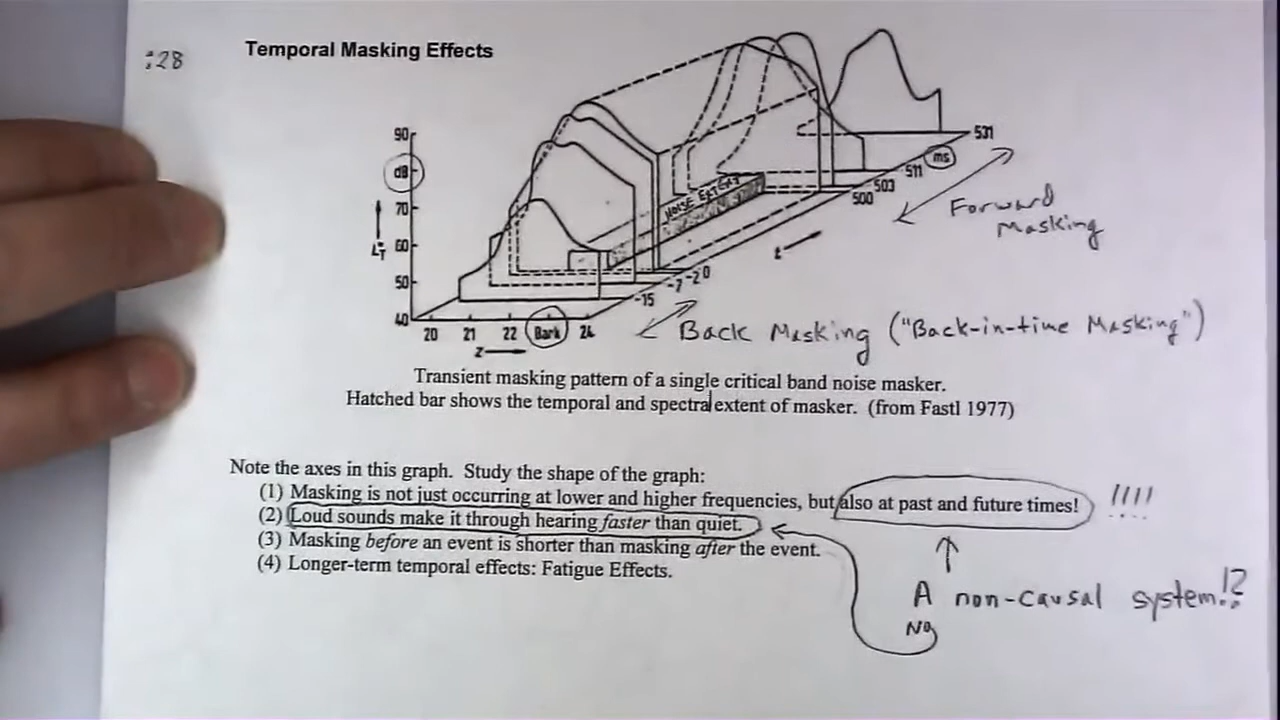 :28
Temporal Masking Effects
90
dB
70
60
50
40
LT
20 21 22 Bark 24
z
NOISE EXTENT
-15
-7
-2
0
t
500
503
511
ms
531
Forward
Masking
Back Masking ("Back-in-time Masking")
Transient masking pattern of a single critical band noise masker.
Hatched bar shows the temporal and spectral extent of masker. (from Fastl 1977)
Note the axes in this graph. Study the shape of the graph:
(1) Masking is not just occurring at lower and higher frequencies, but also at past and future times! !!!!
(2) Loud sounds make it through hearing faster than quiet.
(3) Masking before an event is shorter than masking after the event.
(4) Longer-term temporal effects: Fatigue Effects.
A non-causal system!?
No